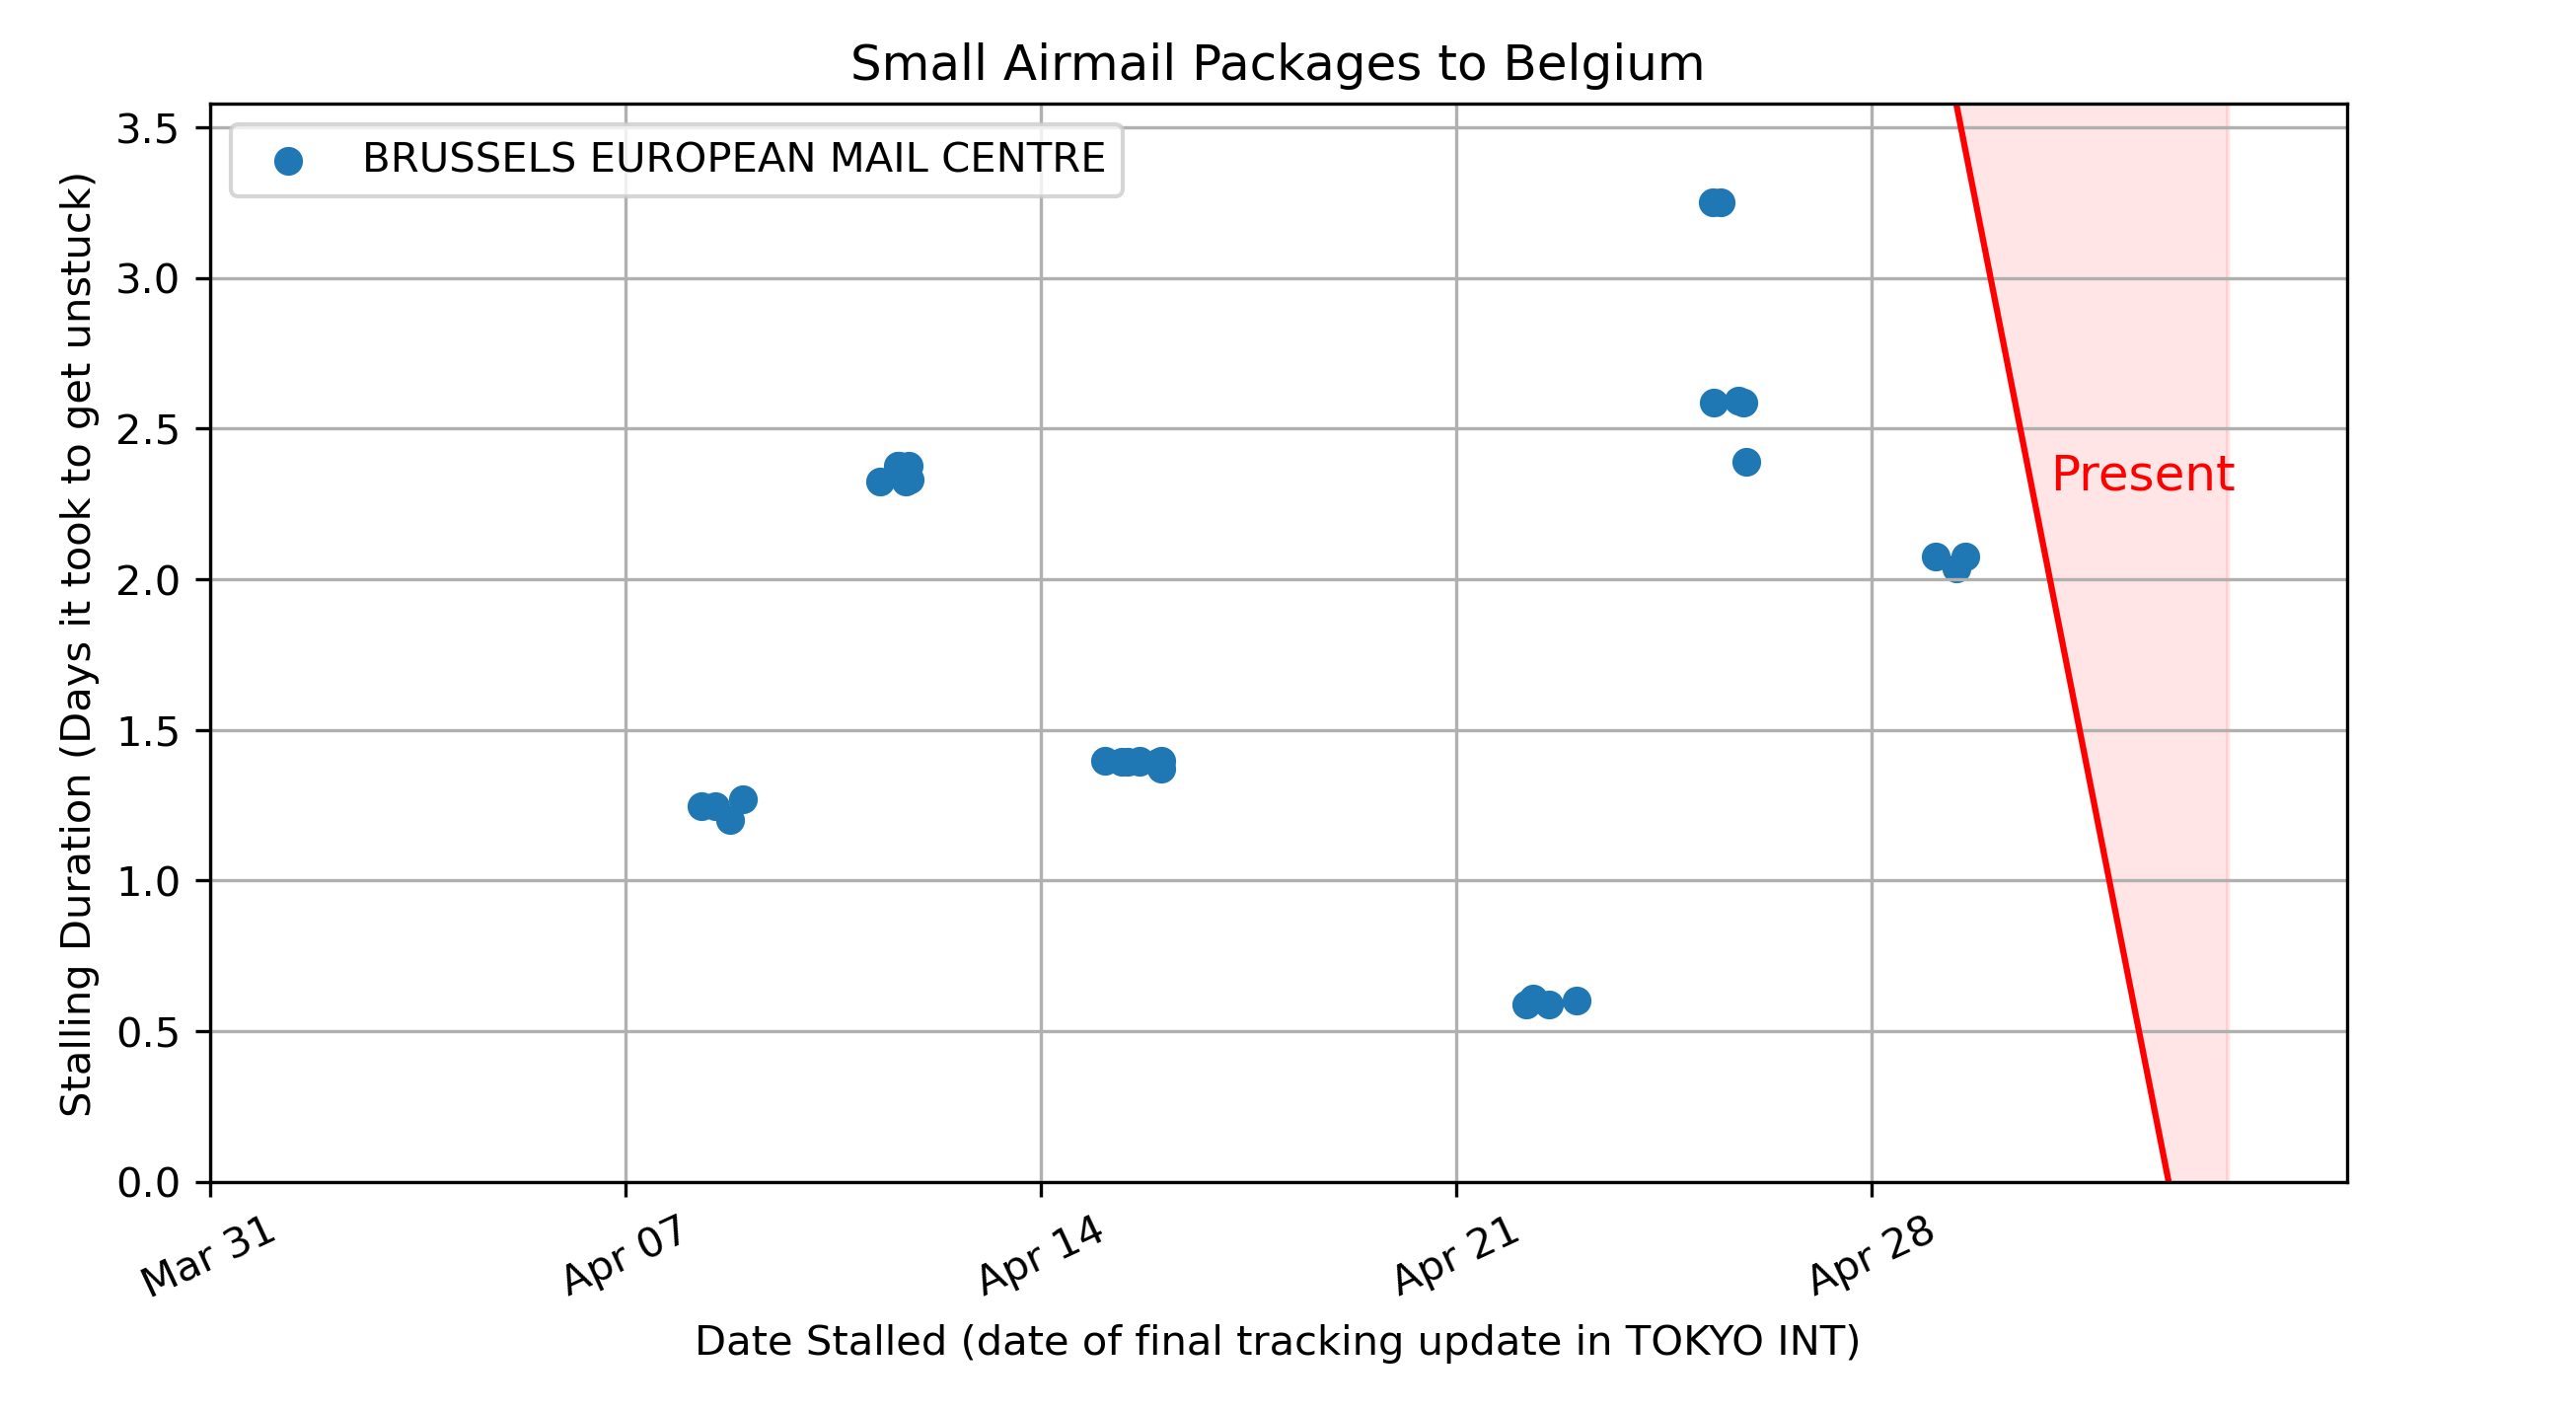 Small Airmail Packages to Belgium
BRUSSELS EUROPEAN MAIL CENTRE
Stalling Duration (Days it took to get unstuck)
3.5
3.0
2.5
2.0
1.5
1.0
0.5
0.0
Present
Mar 31
Apr 07
Apr 14
Apr 21
Apr 28
Date Stalled (date of final tracking update in TOKYO INT)